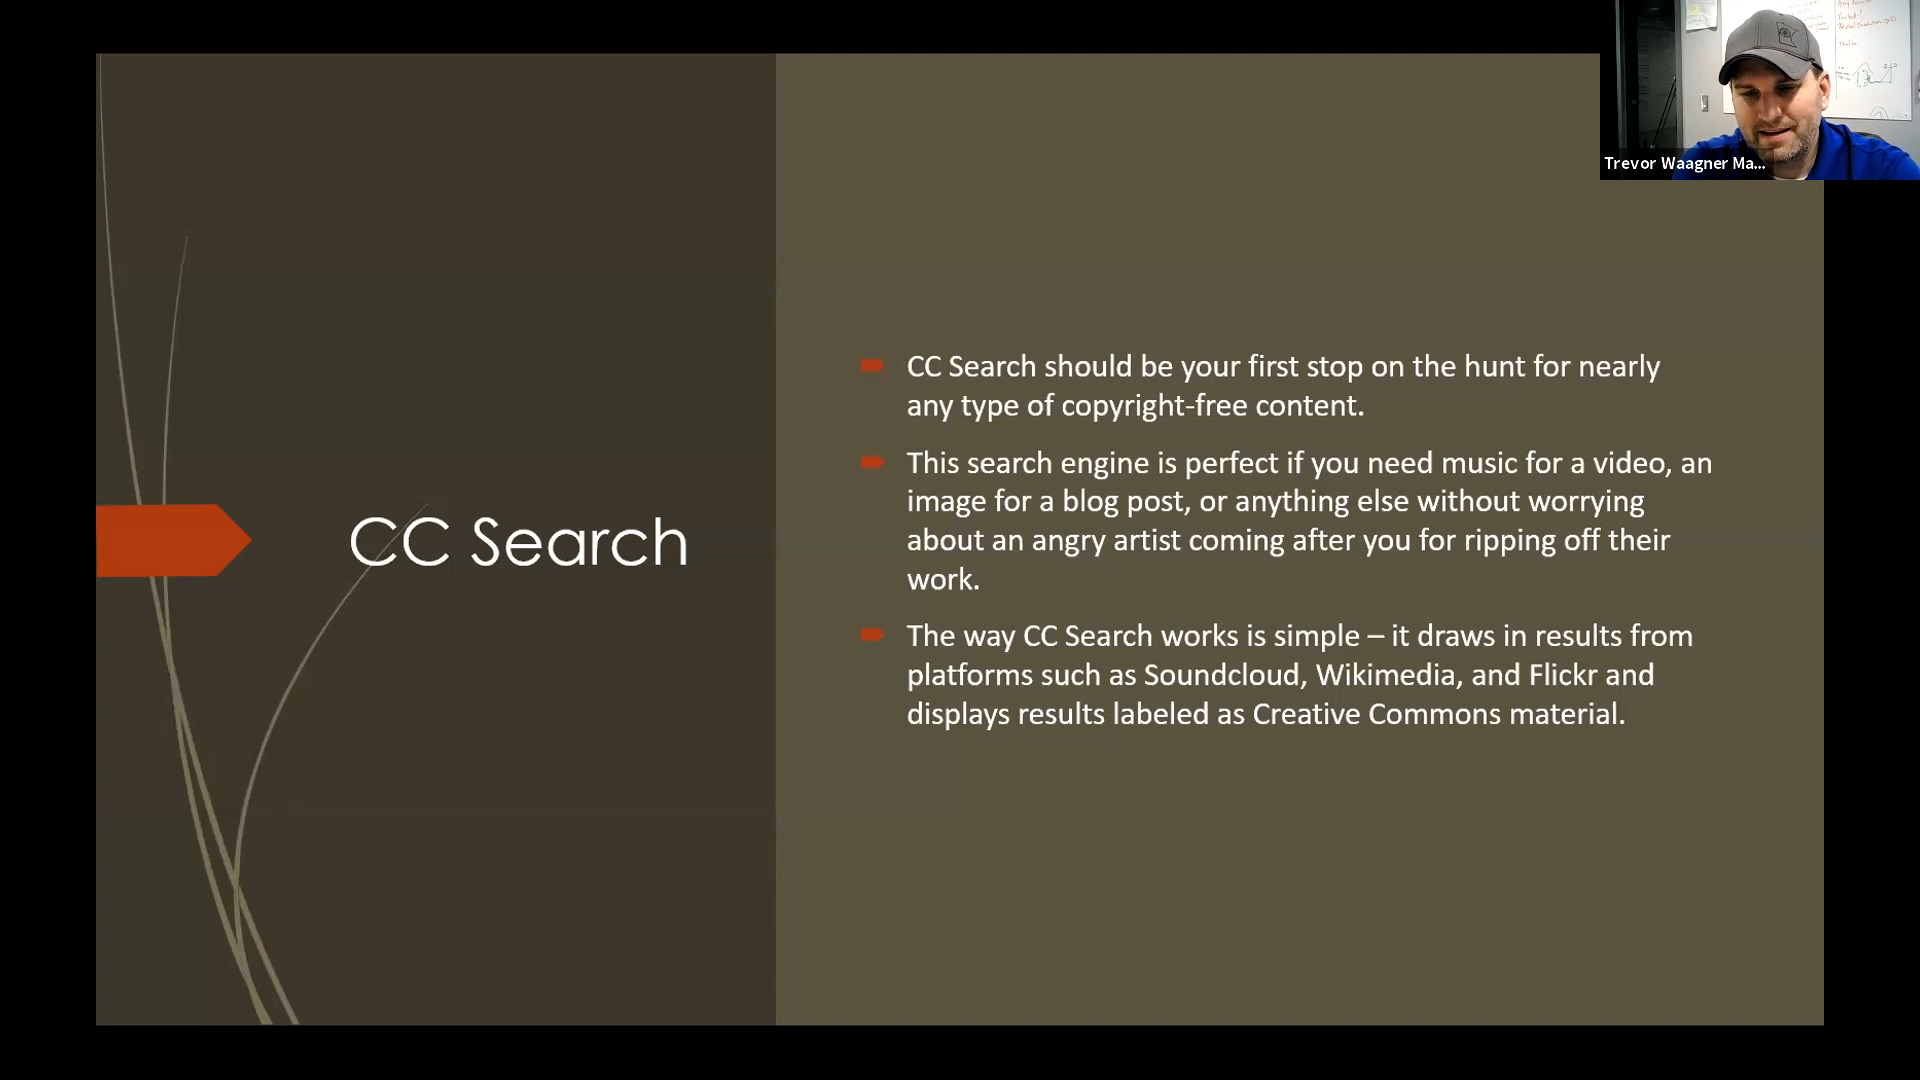 Trevor Waagner Ma...
CC Search
CC Search should be your first stop on the hunt for nearly
any type of copyright-free content.
This search engine is perfect if you need music for a video, an
image for a blog post, or anything else without worrying
about an angry artist coming after you for ripping off their
work.
The way CC Search works is simple – it draws in results from
platforms such as Soundcloud, Wikimedia, and Flickr and
displays results labeled as Creative Commons material.